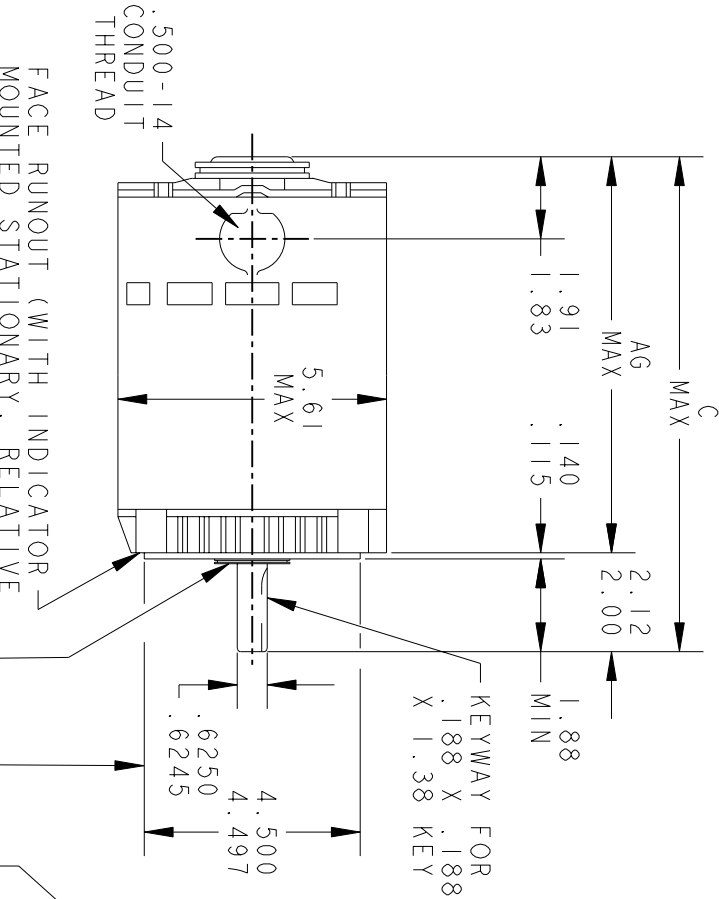 C
MAX
AG
MAX
2.12
2.00
1.91
1.83
.140
.115
1.88
MIN
KEYWAY FOR
.188 X .188
X 1.38 KEY
5.61
MAX
4.500
4.497
.6250
.6245
.500-14
CONDUIT
THREAD
FACE RUNOUT (WITH INDICATOR
MOUNTED STATIONARY, RELATIVE